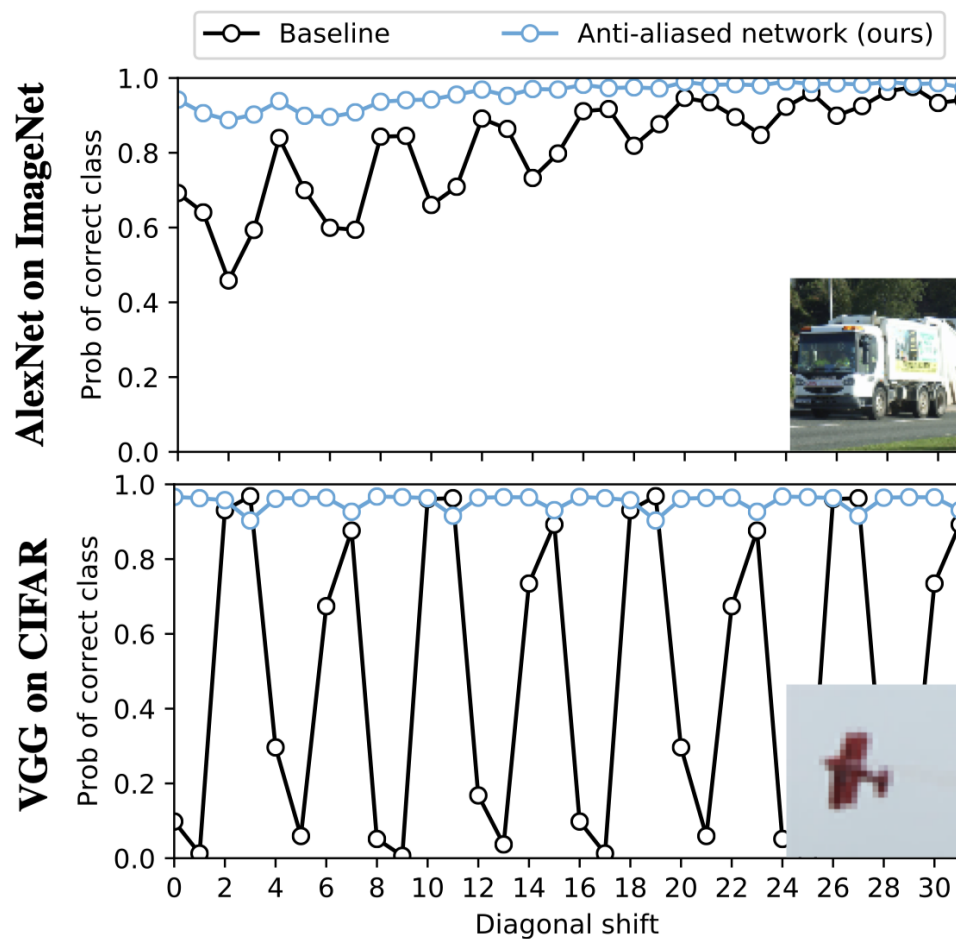 Baseline
Anti-aliased network (ours)
AlexNet on ImageNet
Prob of correct class
1.0
0.8
0.6
0.4
0.2
0.0
VGG on CIFAR
Prob of correct class
1.0
0.8
0.6
0.4
0.2
0.0
0 2 4 6 8 10 12 14 16 18 20 22 24 26 28 30
Diagonal shift